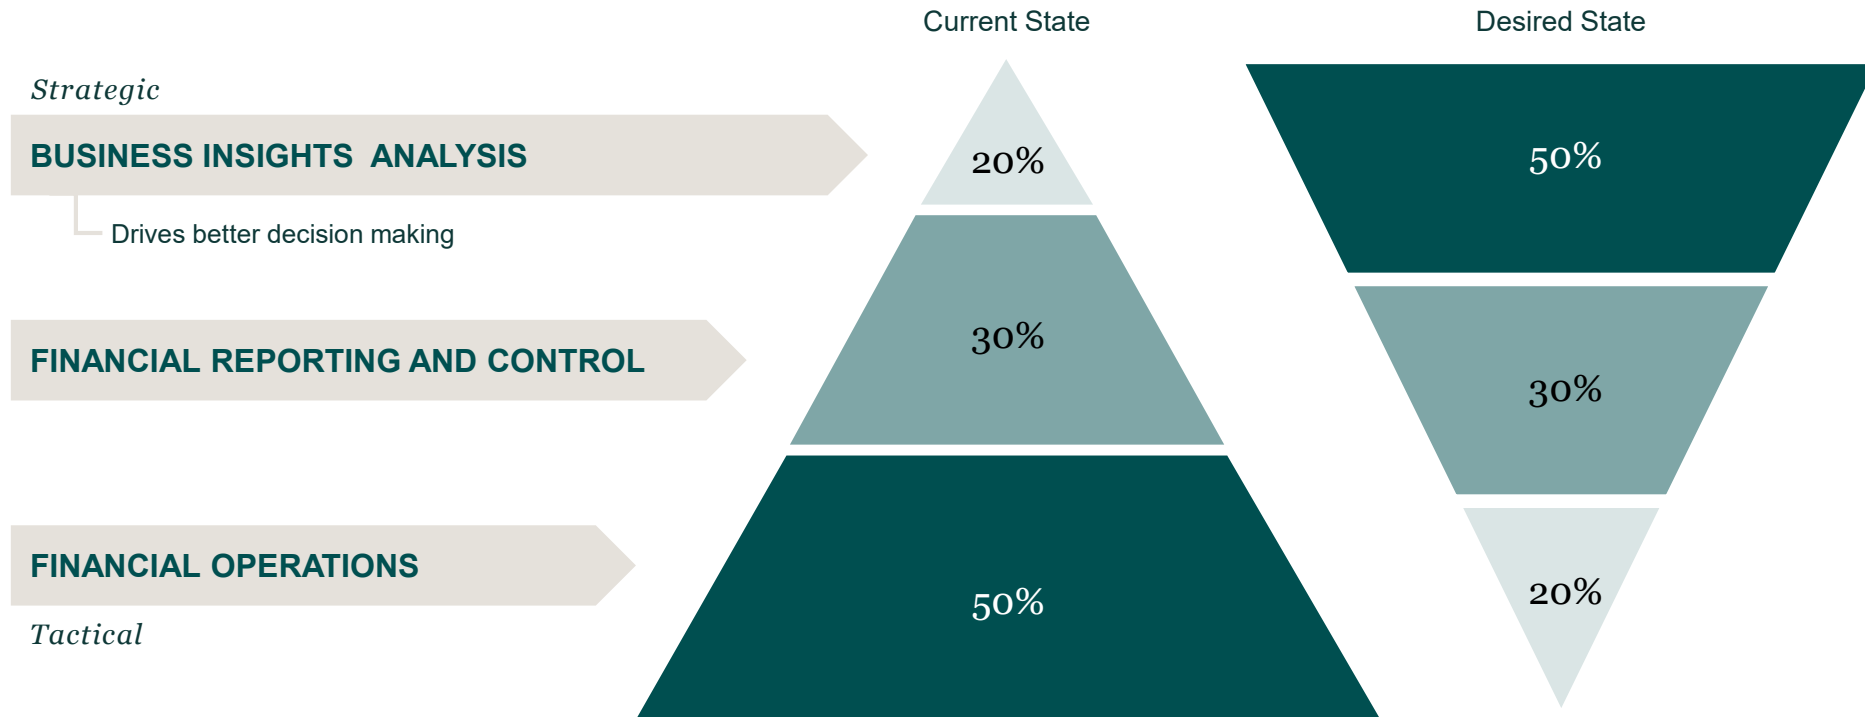 Current State
Desired State
Strategic
BUSINESS INSIGHTS  ANALYSIS
20%
50%
Drives better decision making
FINANCIAL REPORTING AND CONTROL
30%
30%
FINANCIAL OPERATIONS
50%
20%
Tactical